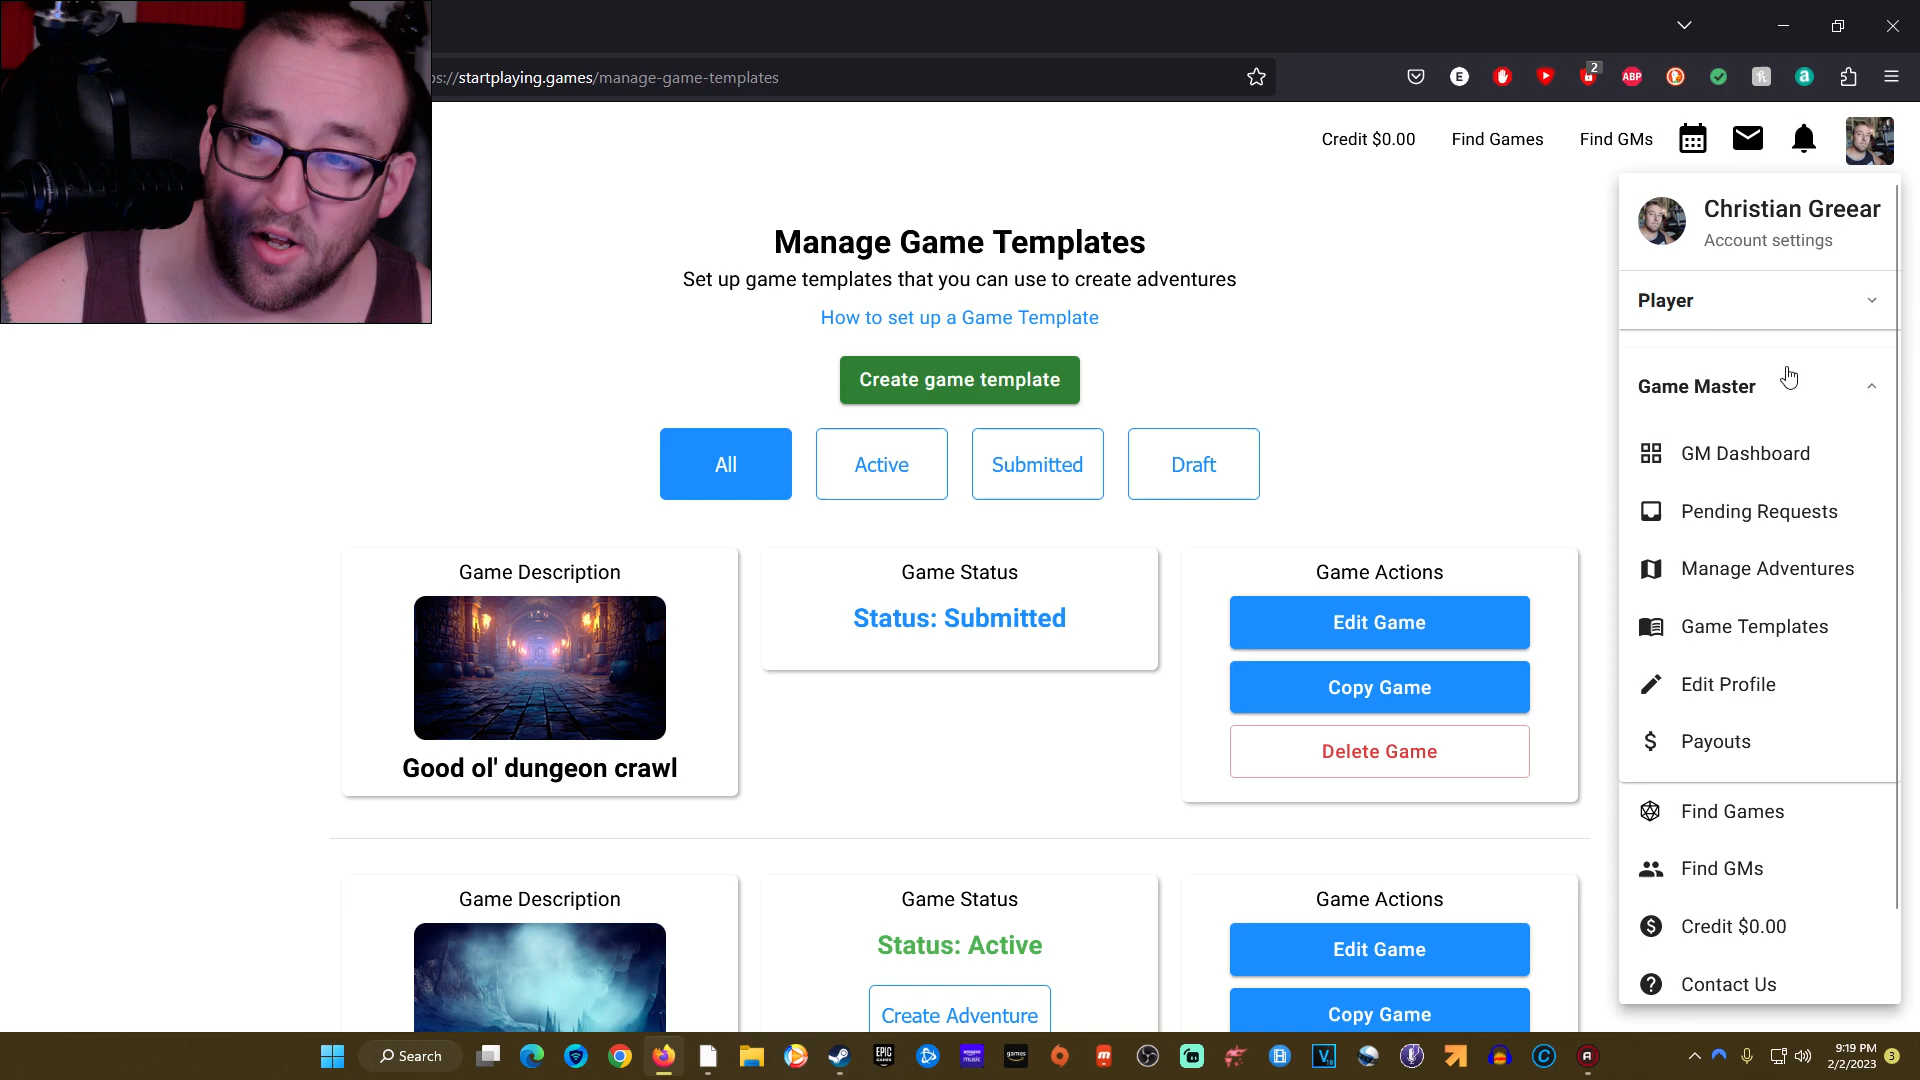 s://startplaying.games/manage-game-templates
2
ABP
E
a
Credit $0.00
Find Games
Find GMs
Christian Greear
Account settings
Player
Game Master
GM Dashboard
Pending Requests
Manage Adventures
Game Templates
Edit Profile
Payouts
Find Games
Find GMs
Credit $0.00
Contact Us
Manage Game Templates
Set up game templates that you can use to create adventures
How to set up a Game Template
Create game template
All
Active
Submitted
Draft
Game Description
Good ol' dungeon crawl
Game Status
Status: Submitted
Game Actions
Edit Game
Copy Game
Delete Game
Game Description
Game Status
Status: Active
Create Adventure
Game Actions
Edit Game
Copy Game
Search
EPIC GAMES
9:19 PM
2/2/2023
3